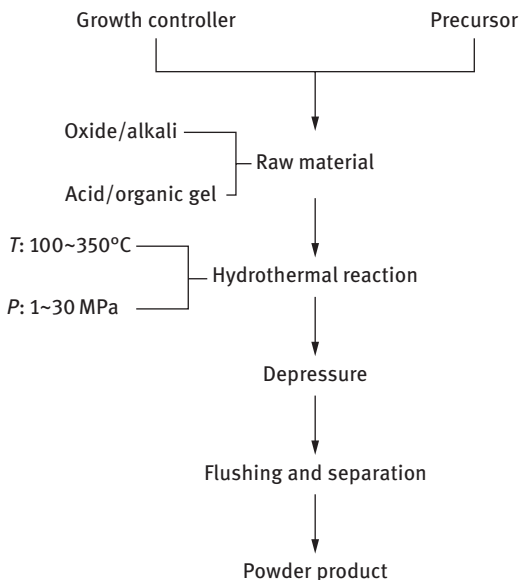 Growth controller
Precursor
Oxide/alkali
Raw material
Acid/organic gel
T: 100~350°C
Hydrothermal reaction
P: 1~30 MPa
Depressure
Flushing and separation
Powder product